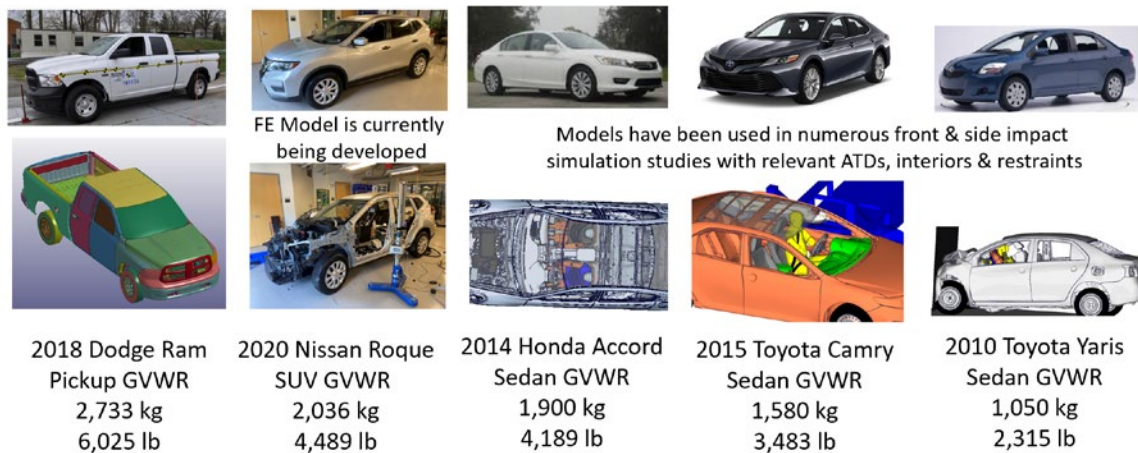 FE Model is currently
being developed
Models have been used in numerous front & side impact
simulation studies with relevant ATDs, interiors & restraints
2018 Dodge Ram
Pickup GVWR
2,733 kg
6,025 lb
2020 Nissan Roque
SUV GVWR
2,036 kg
4,489 lb
2014 Honda Accord
Sedan GVWR
1,900 kg
4,189 lb
2015 Toyota Camry
Sedan GVWR
1,580 kg
3,483 lb
2010 Toyota Yaris
Sedan GVWR
1,050 kg
2,315 lb